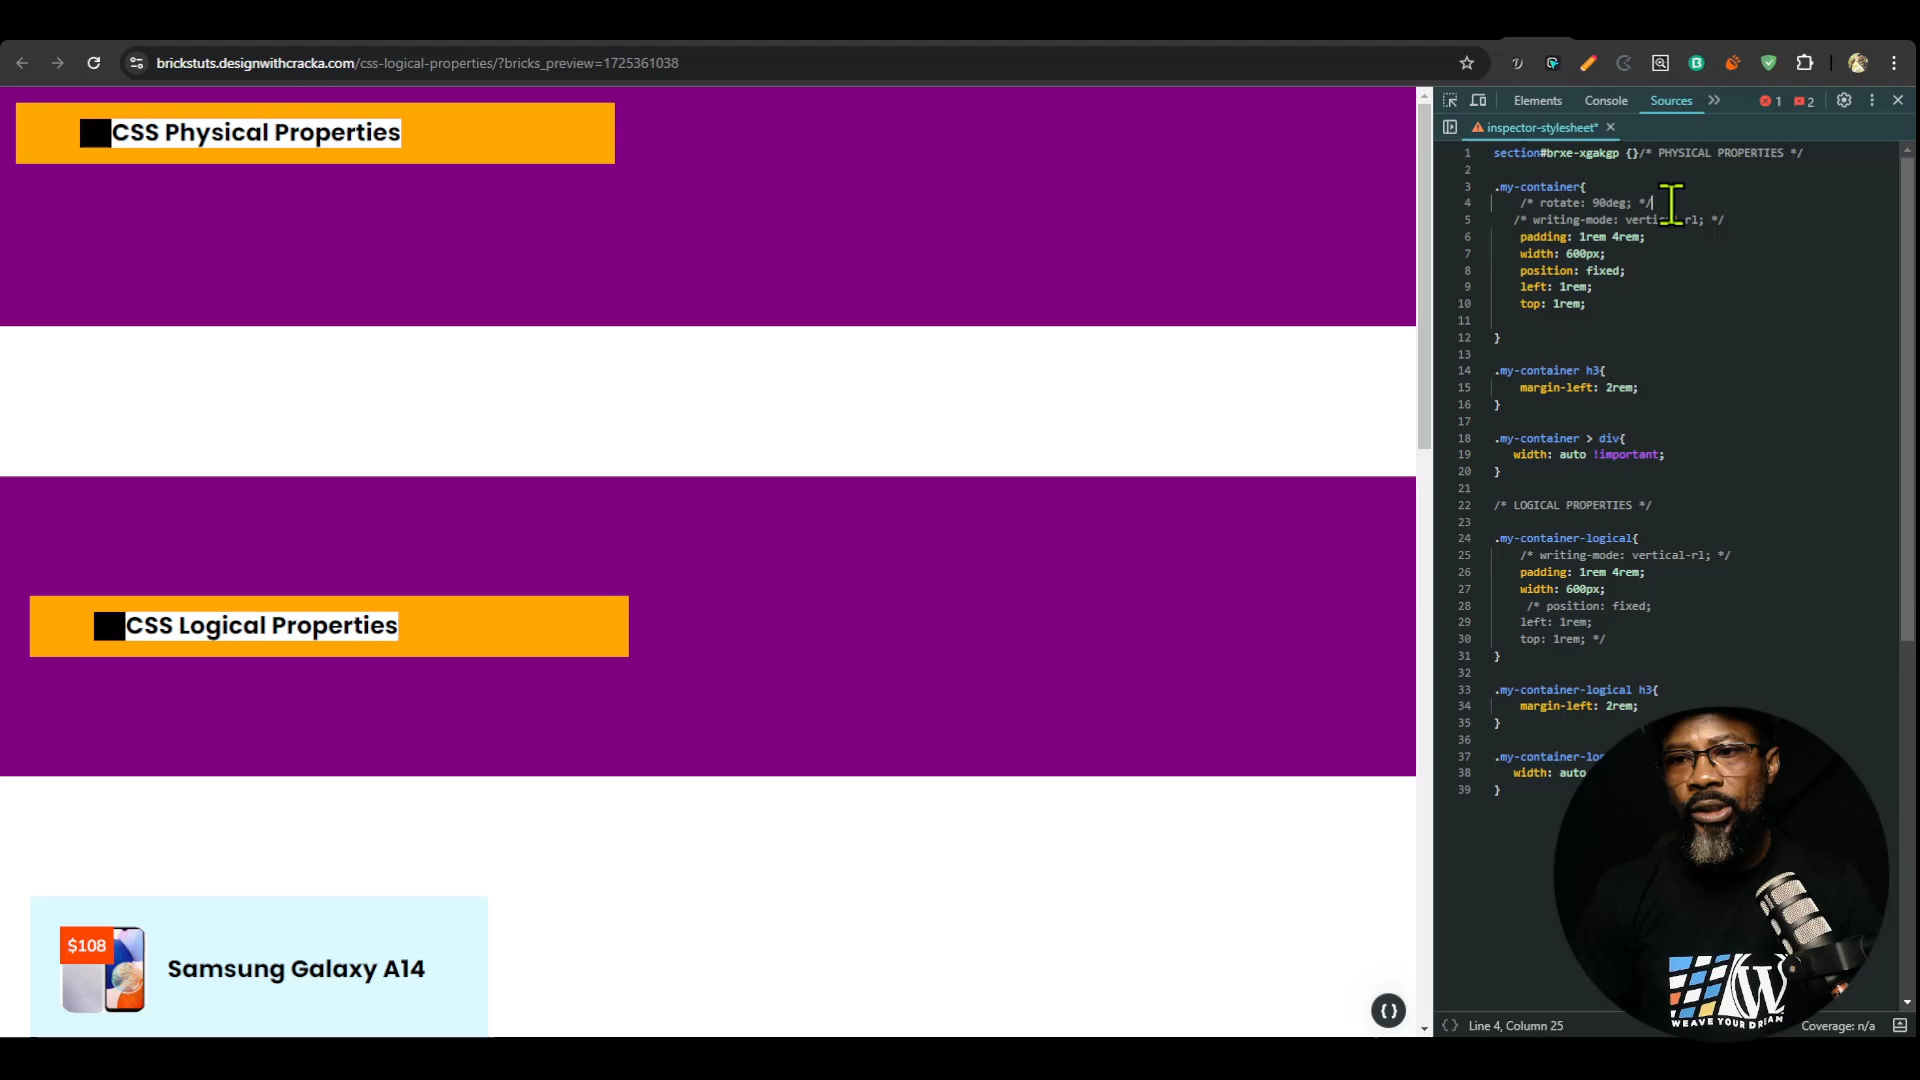 brickstuts.designwithcracka.com/css-logical-properties/?bricks_preview=1725361038
Elements Console Sources 1 2
inspector-stylesheet*
CSS Physical Properties
CSS Logical Properties
$108
Samsung Galaxy A14
1 section#brxe-xgakgp {}/* PHYSICAL PROPERTIES */
2
3 .my-container{
4 /* rotate: 90deg; */
5 /* writing-mode: vertical-rl; */
6 padding: 1rem 4rem;
7 width: 600px;
8 position: fixed;
9 left: 1rem;
10 top: 1rem;
11
12 }
13
14 .my-container h3{
15 margin-left: 2rem;
16 }
17
18 .my-container > div{
19 width: auto !important;
20 }
21
22 /* LOGICAL PROPERTIES */
23
24 .my-container-logical{
25 /* writing-mode: vertical-rl; */
26 padding: 1rem 4rem;
27 width: 600px;
28 /* position: fixed;
29 left: 1rem;
30 top: 1rem; */
31 }
32
33 .my-container-logical h3{
34 margin-left: 2rem;
35 }
36
37 .my-container-lo
38 width: auto
39 }
WEAVE YOUR DREAM
{} Line 4, Column 25 Coverage: n/a